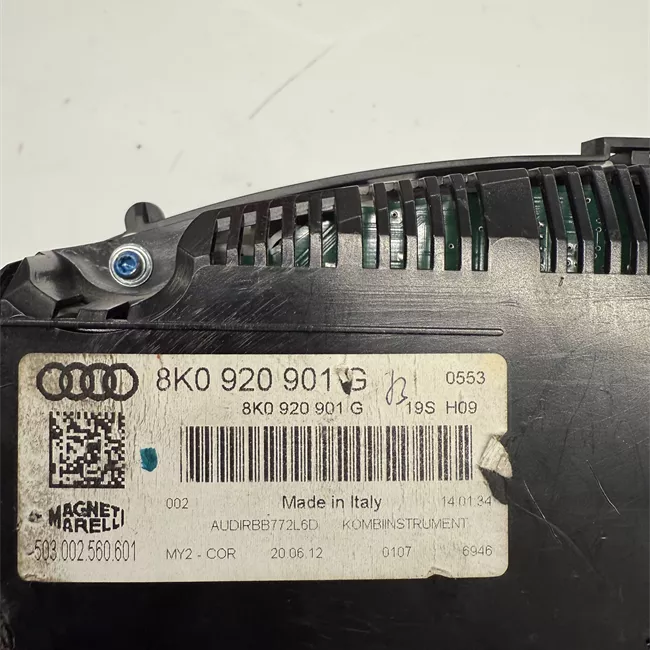 8K0 920 901 G 0553
8K0 920 901 G 19S H09
002 Made in Italy 14.01.34
MAGNETI MARELLI
AUDIRBB772L6D KOMBIINSTRUMENT
503.002.560.601 MY2 - COR 20.06.12 0107 6946